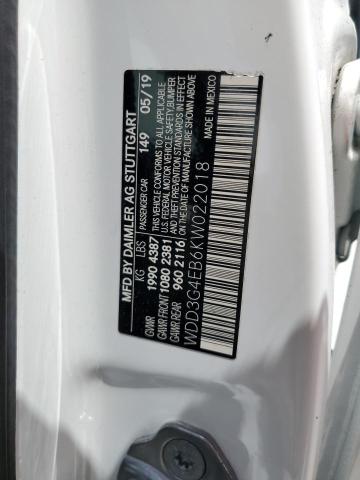 MFD BY DAIMLER AG STUTTGART
KG LBS PASSENGER CAR 149 05/19
GVWR 1990 4387 THIS VEHICLE CONFORMS TO ALL APPLICABLE
GAWR FRONT 1080 2381 U.S. FEDERAL MOTOR VEHICLE SAFETY,BUMPER
GAWR REAR 960 2116 AND THEFT PREVENTION STANDARDS IN EFFECT
ON THE DATE OF MANUFACTURE SHOWN ABOVE
WDD3G4EB6KW022018 MADE IN MEXICO